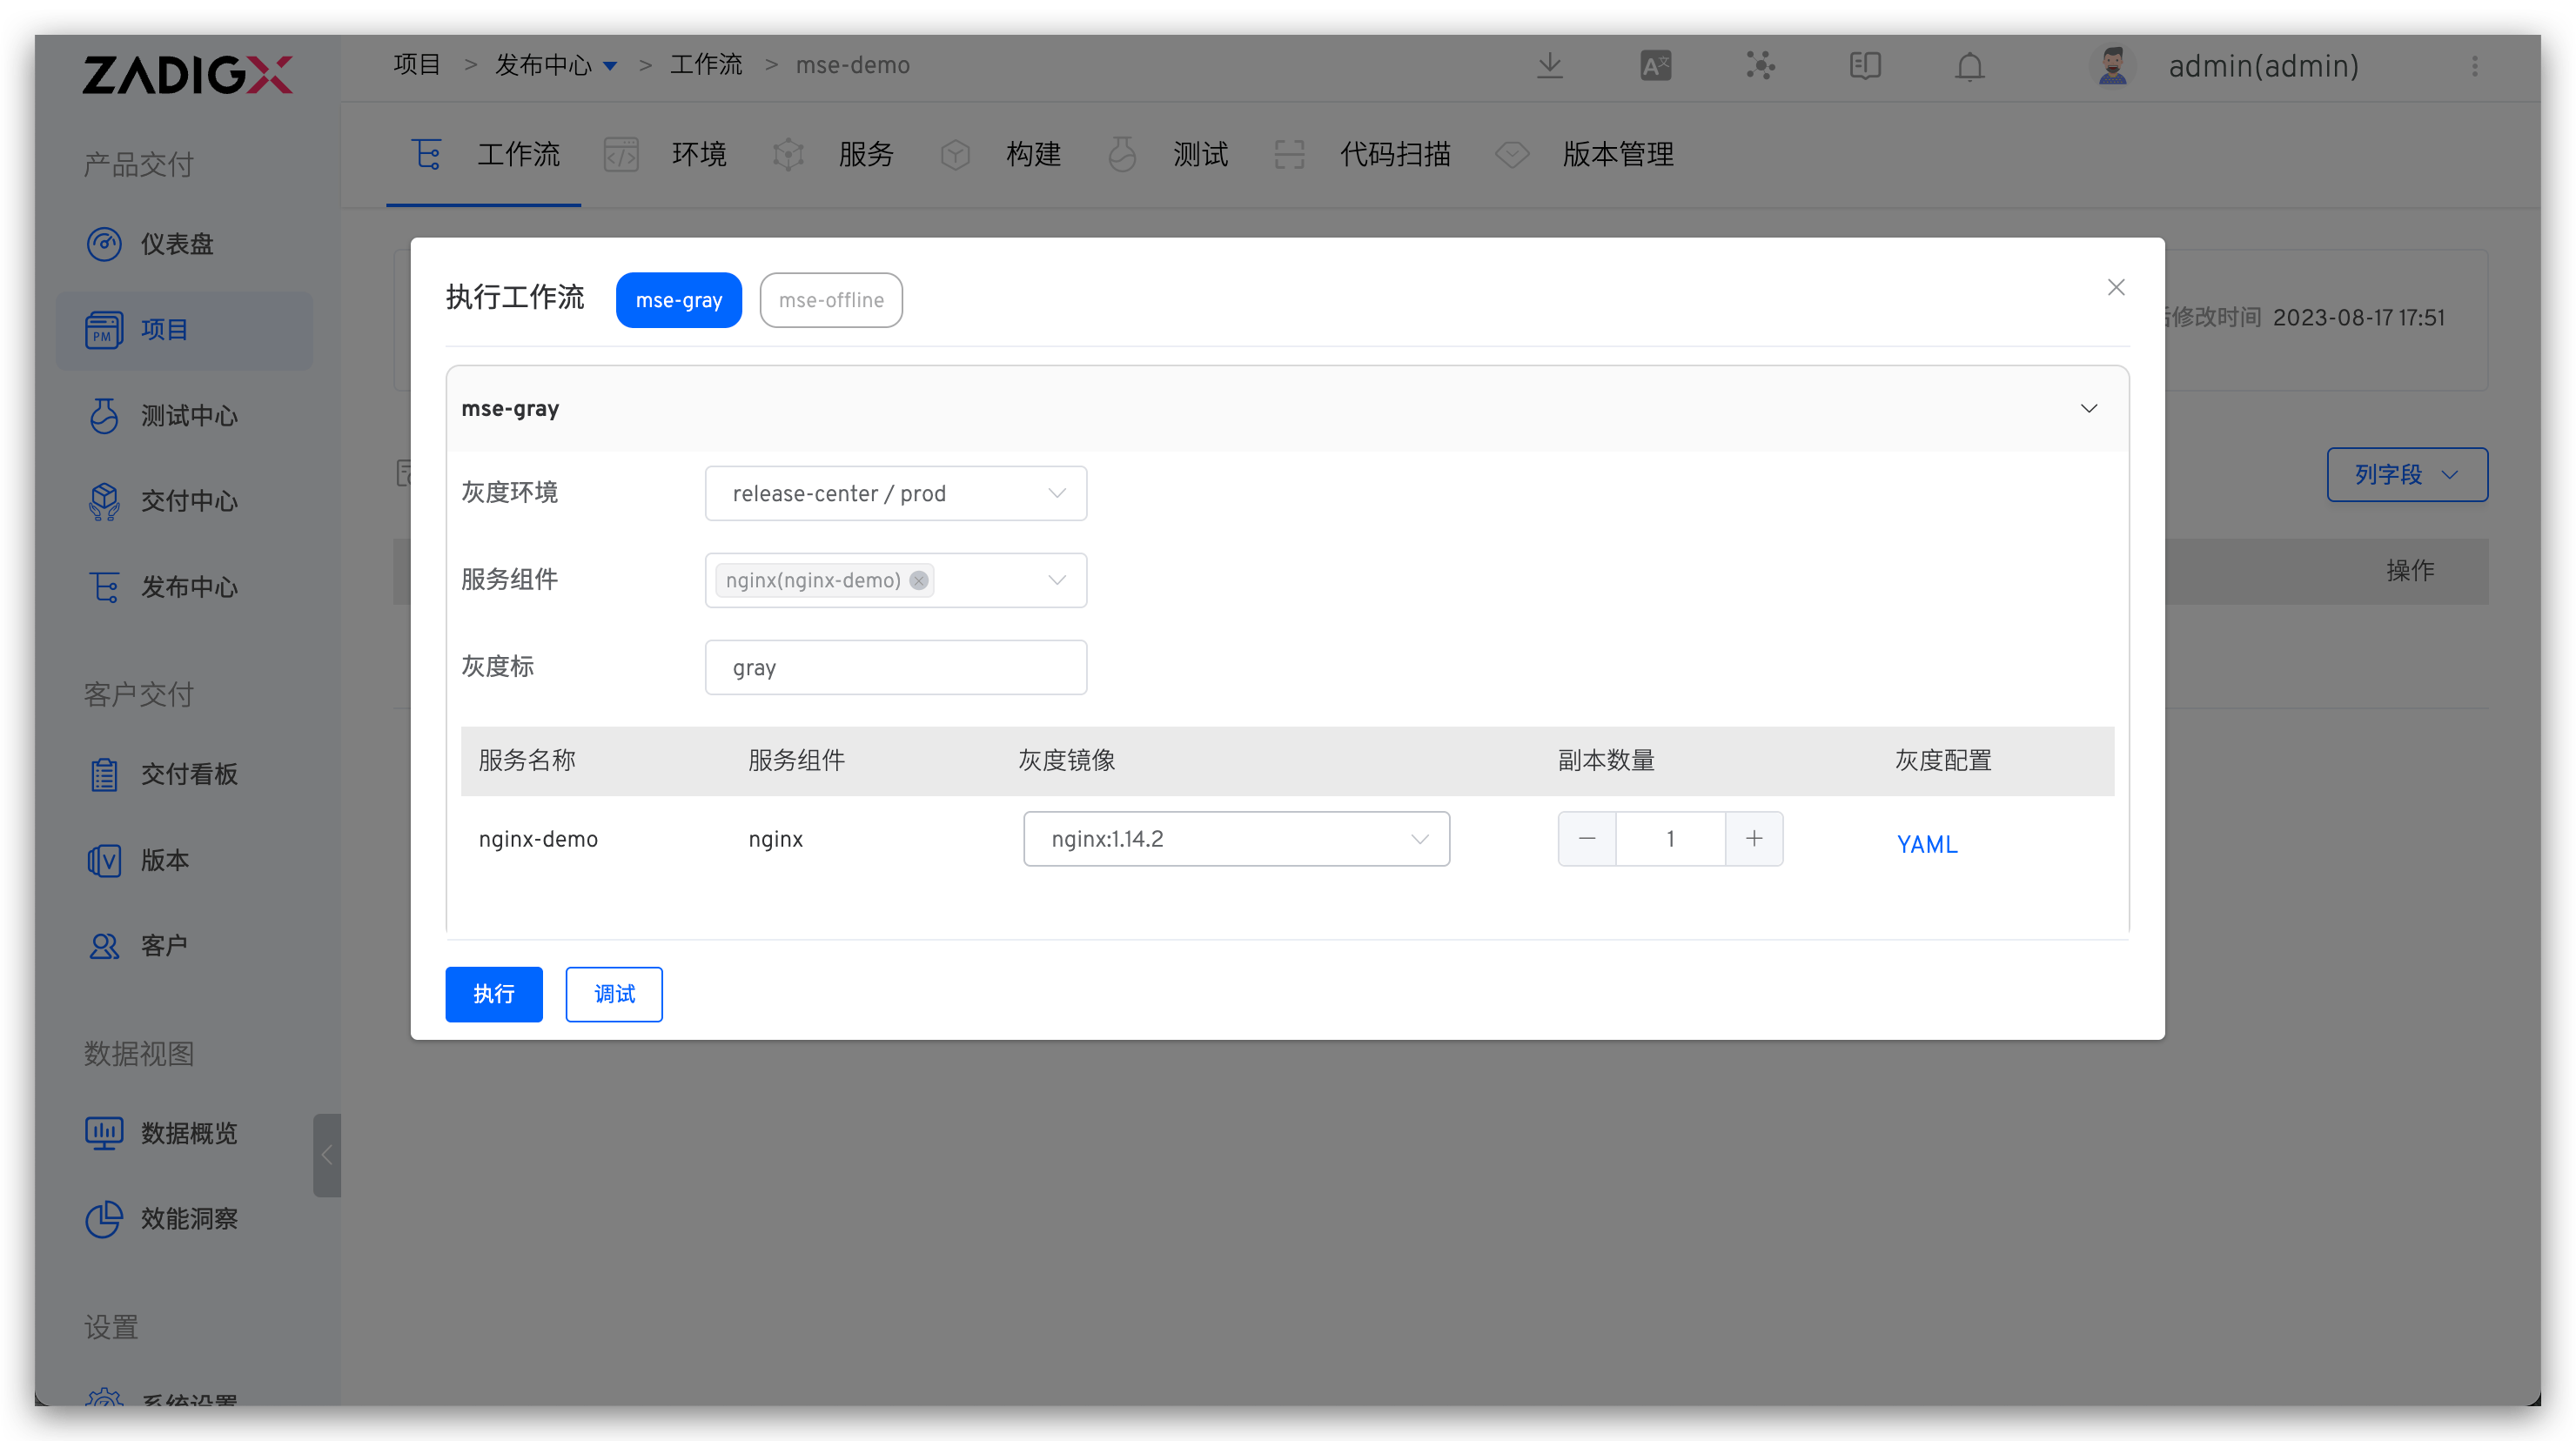 ZADIGX
项目 > 发布中心 > 工作流 > mse-demo
admin(admin)
产品交付
仪表盘
项目
测试中心
交付中心
发布中心
客户交付
交付看板
版本
客户
数据视图
数据概览
效能洞察
设置
系统设置
工作流 环境 服务 构建 测试 代码扫描 版本管理
修改时间 2023-08-17 17:51
列字段
操作
执行工作流 mse-gray mse-offline
mse-gray
灰度环境 release-center / prod
服务组件 nginx(nginx-demo)
灰度标 gray
服务名称 服务组件 灰度镜像 副本数量 灰度配置
nginx-demo nginx nginx:1.14.2 1 YAML
执行 调试